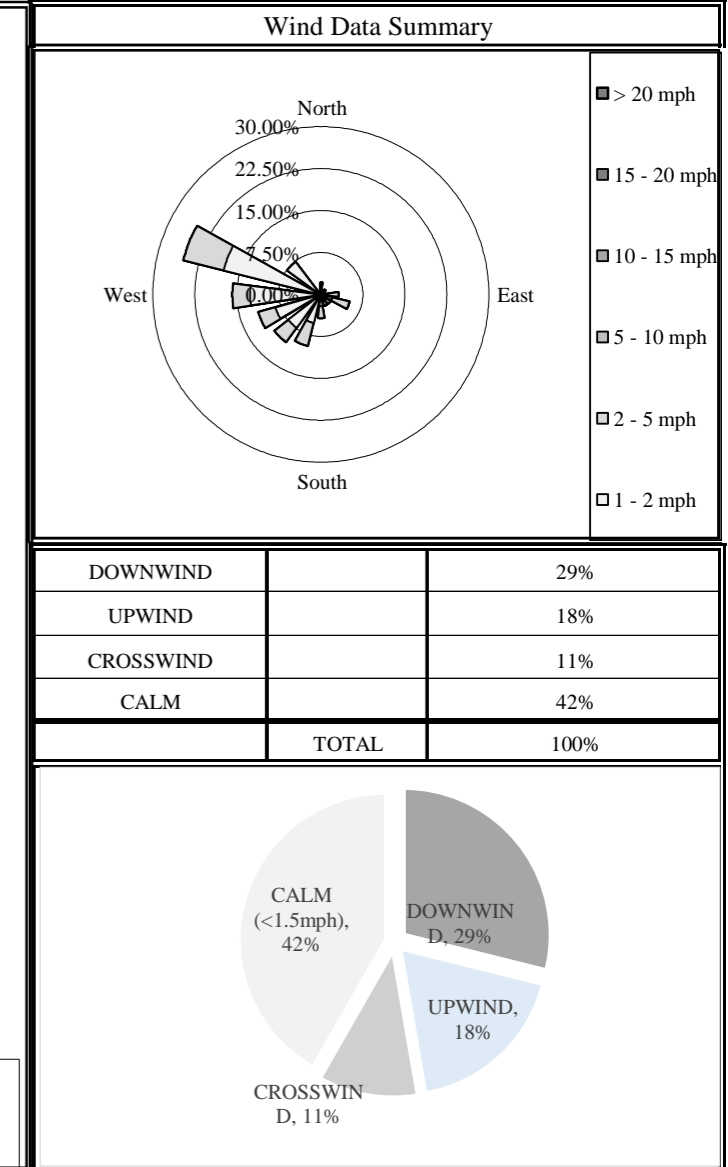 Wind Data Summary
North
30.00%
22.50%
15.00%
7.50%
0.00%
West
East
South
> 20 mph
15 - 20 mph
10 - 15 mph
5 - 10 mph
2 - 5 mph
1 - 2 mph
DOWNWIND 29%
UPWIND 18%
CROSSWIND 11%
CALM 42%
TOTAL 100%
CALM
(<1.5mph),
42%
DOWNWIN
D, 29%
UPWIND,
18%
CROSSWIN
D, 11%